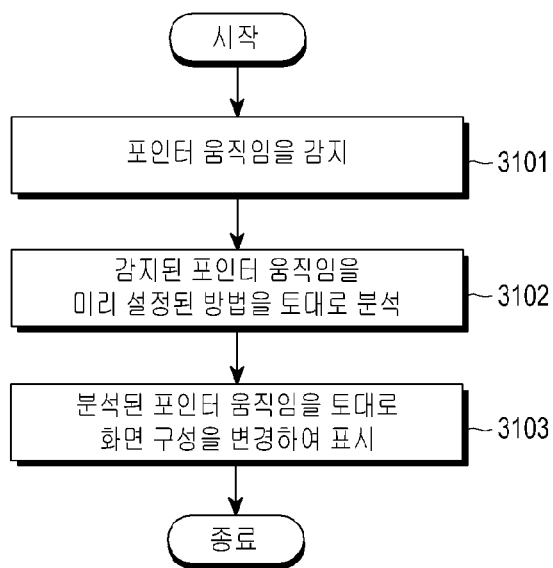 시작
포인터 움직임을 감지
3101
감지된 포인터 움직임을
미리 설정된 방법을 토대로 분석
3102
분석된 포인터 움직임을 토대로
화면 구성을 변경하여 표시
3103
종료